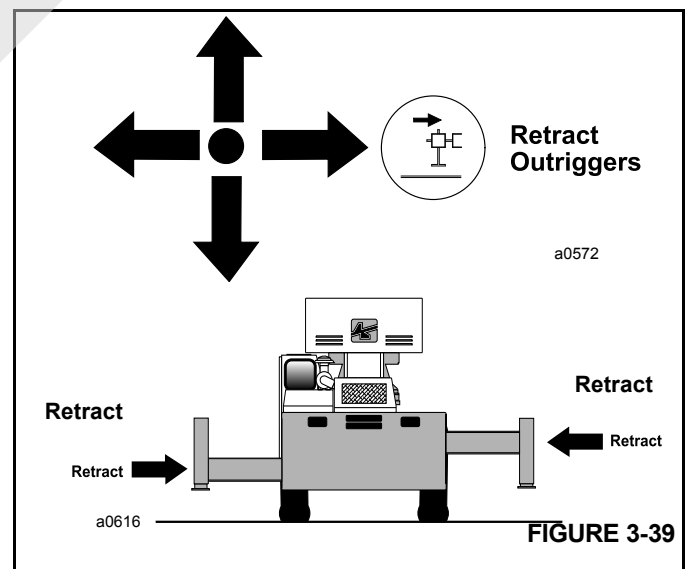 Retract
Outriggers
a0572
Retract
Retract
Retract
Retract
a0616
FIGURE 3-39